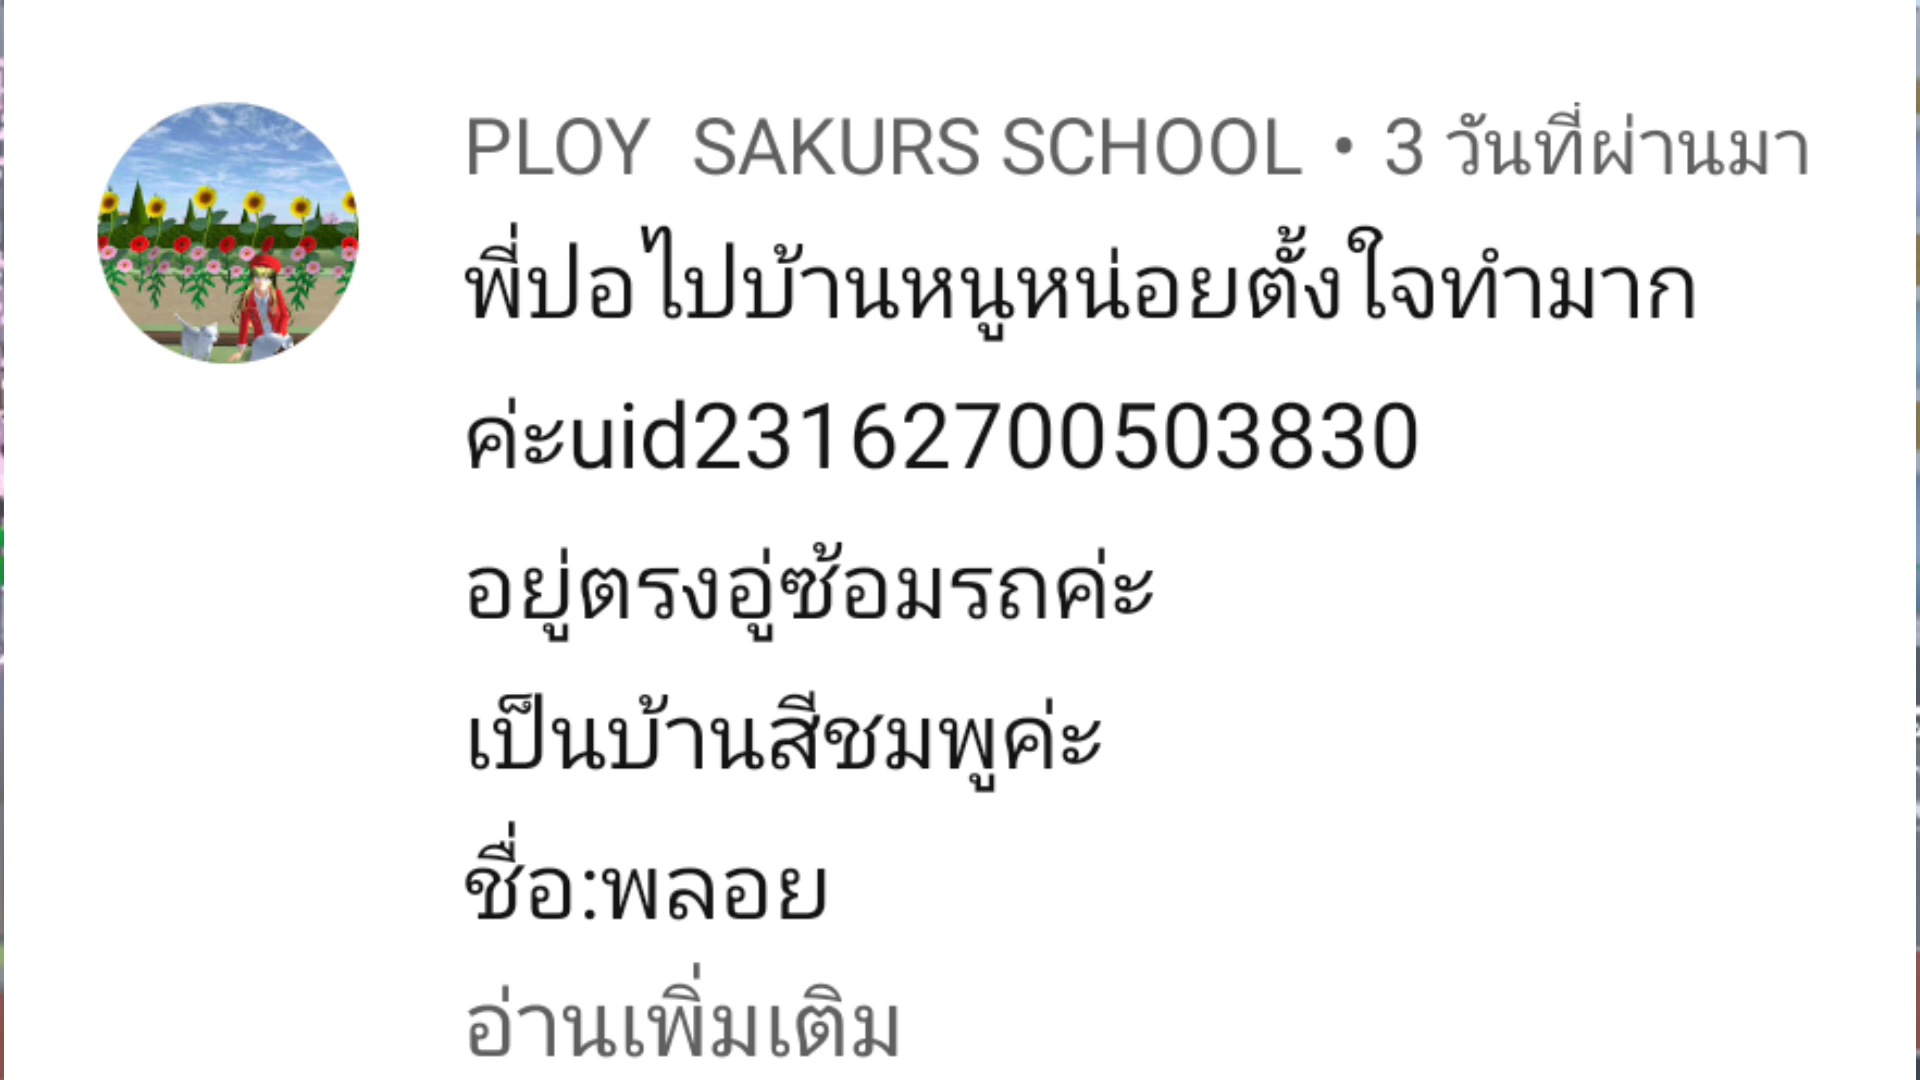 PLOY  SAKURS SCHOOL • 3 วันที่ผ่านมา
พี่ปอไปบ้านหนูหน่อยตั้งใจทำมาก
ค่ะuid23162700503830
อยู่ตรงอู่ซ้อมรถค่ะ
เป็นบ้านสีชมพูค่ะ
ชื่อ:พลอย
อ่านเพิ่มเติม